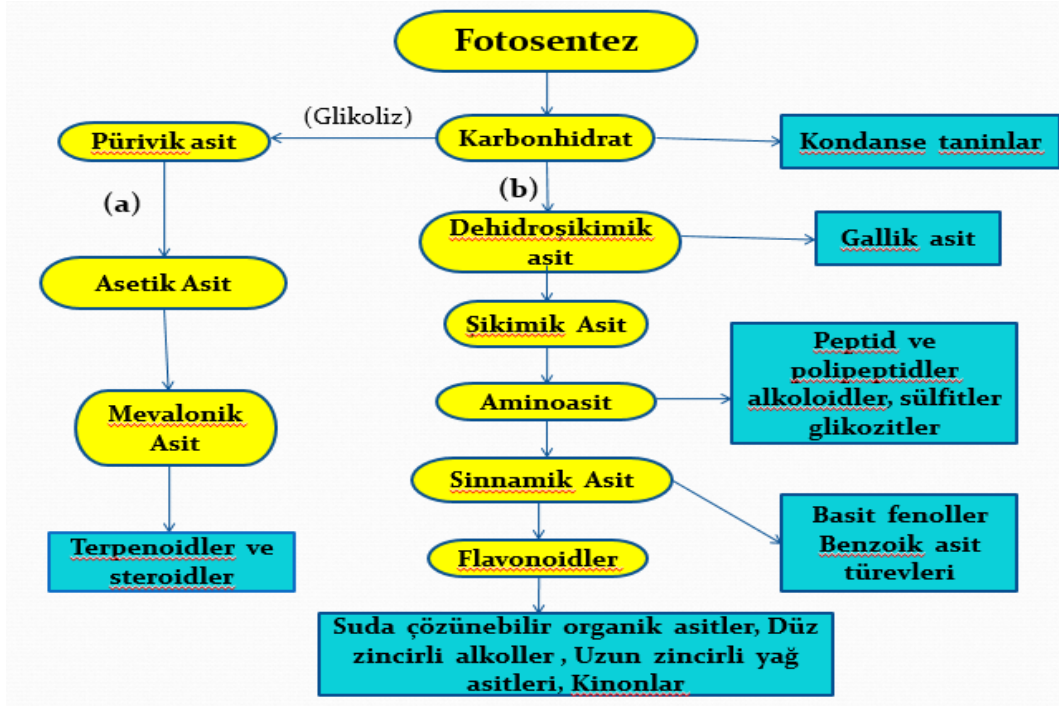 Fotosentez
(Glikoliz)
Pürivik asit
Karbonhidrat
Kondanse taninlar
(a)
(b)
Dehidroşikimik
asit
Gallik asit
Asetik Asit
Şikimik Asit
Peptid ve
polipeptidler
alkoloidler, sülfitler
glikozitler
Aminoasit
Mevalonik
Asit
Sinnamik Asit
Basit fenoller
Benzoik asit
türevleri
Terpenoidler ve
steroidler
Flavonoidler
Suda çözünebilir organik asitler, Düz
zincirli alkoller , Uzun zincirli yağ
asitleri, Kinonlar